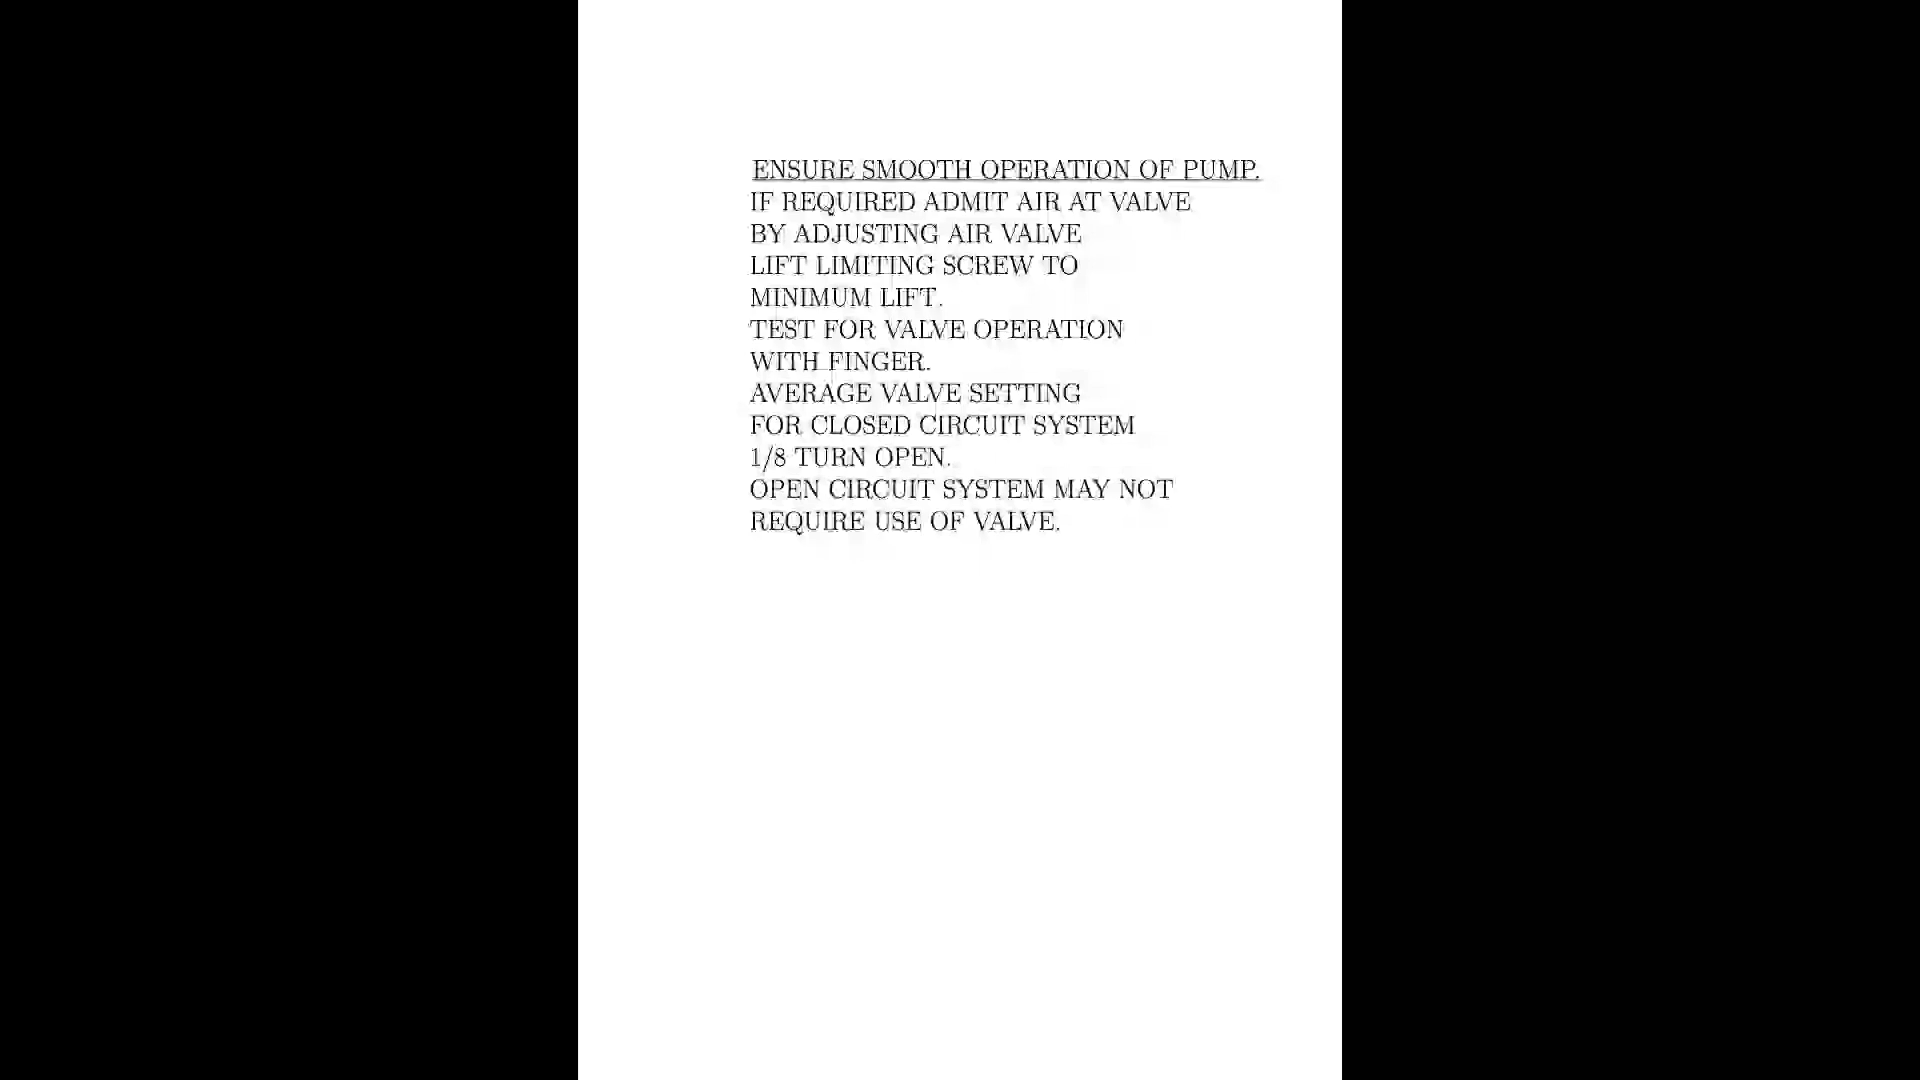 ENSURE SMOOTH OPERATION OF PUMP.
IF REQUIRED ADMIT AIR AT VALVE
BY ADJUSTING AIR VALVE
LIFT LIMITING SCREW TO
MINIMUM LIFT.
TEST FOR VALVE OPERATION
WITH FINGER.
AVERAGE VALVE SETTING
FOR CLOSED CIRCUIT SYSTEM
1/8 TURN OPEN.
OPEN CIRCUIT SYSTEM MAY NOT
REQUIRE USE OF VALVE.